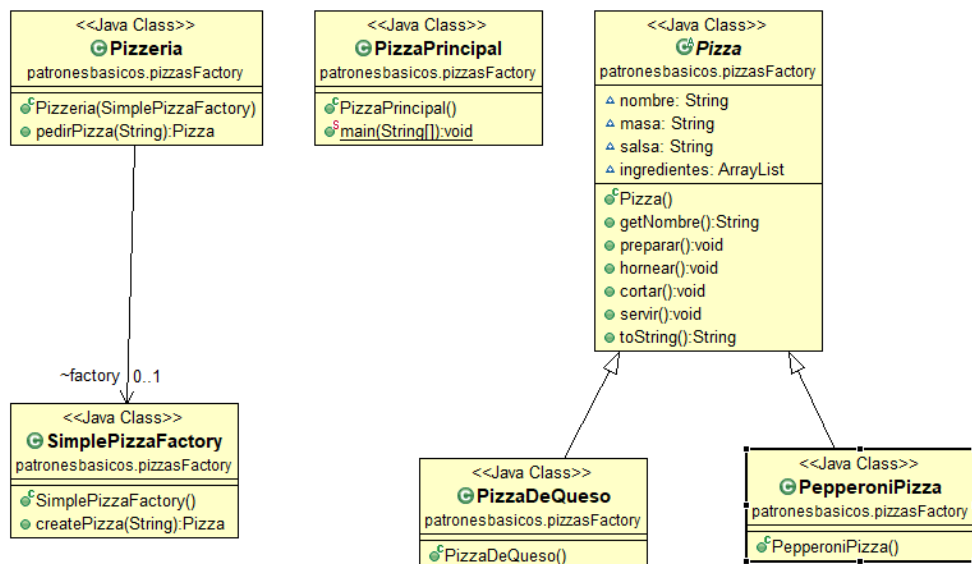 <<Java Class>>
Pizzeria
patronesbasicos.pizzasFactory
Pizzeria(SimplePizzaFactory)
pedirPizza(String):Pizza
<<Java Class>>
PizzaPrincipal
patronesbasicos.pizzasFactory
PizzaPrincipal()
main(String[]):void
<<Java Class>>
Pizza
patronesbasicos.pizzasFactory
nombre: String
masa: String
salsa: String
ingredientes: ArrayList
Pizza()
getNombre():String
preparar():void
hornear():void
cortar():void
servir():void
toString():String
~factory 0..1
<<Java Class>>
SimplePizzaFactory
patronesbasicos.pizzasFactory
SimplePizzaFactory()
createPizza(String):Pizza
<<Java Class>>
PizzaDeQueso
patronesbasicos.pizzasFactory
PizzaDeQueso()
<<Java Class>>
PepperoniPizza
patronesbasicos.pizzasFactory
PepperoniPizza()